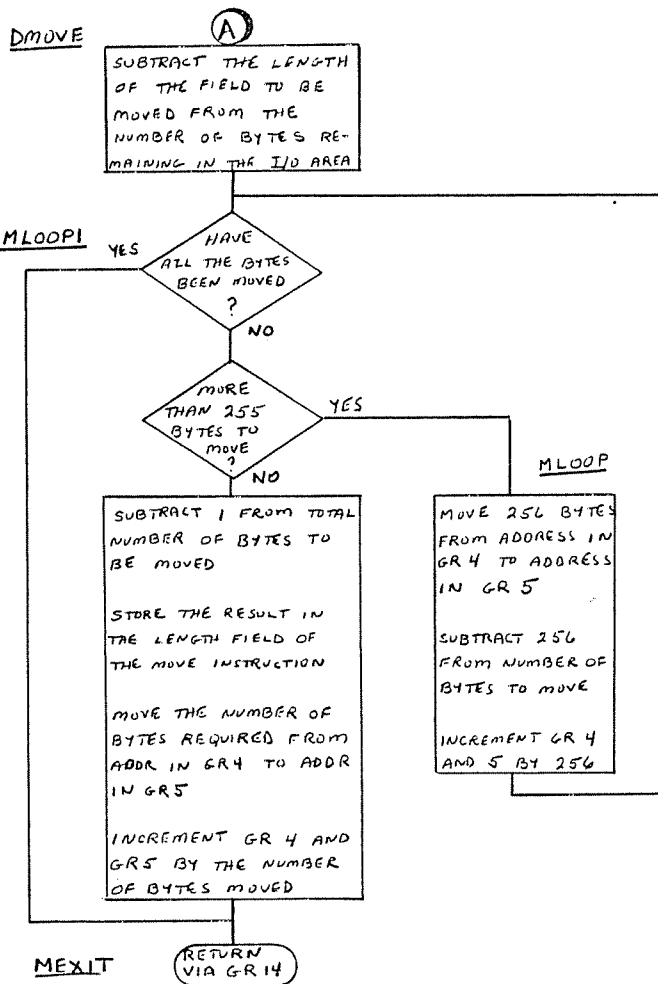 A
DMOVE
SUBTRACT THE LENGTH
OF THE FIELD TO BE
MOVED FROM THE
NUMBER OF BYTES RE-
MAINING IN THE I/O AREA
MLOOP1
YES
HAVE
ALL THE BYTES
BEEN MOVED
?
NO
MORE
THAN 255
BYTES TO
MOVE
?
YES
NO
SUBTRACT 1 FROM TOTAL
NUMBER OF BYTES TO
BE MOVED
STORE THE RESULT IN
THE LENGTH FIELD OF
THE MOVE INSTRUCTION
MOVE THE NUMBER OF
BYTES REQUIRED FROM
ADDR IN GR4 TO ADDR
IN GR5
INCREMENT GR 4 AND
GR5 BY THE NUMBER
OF BYTES MOVED
MLOOP
MOVE 256 BYTES
FROM ADDRESS IN
GR 4 TO ADDRESS
IN GR 5
SUBTRACT 256
FROM NUMBER OF
BYTES TO MOVE
INCREMENT GR 4
AND 5 BY 256
MEXIT
RETURN
VIA GR 14